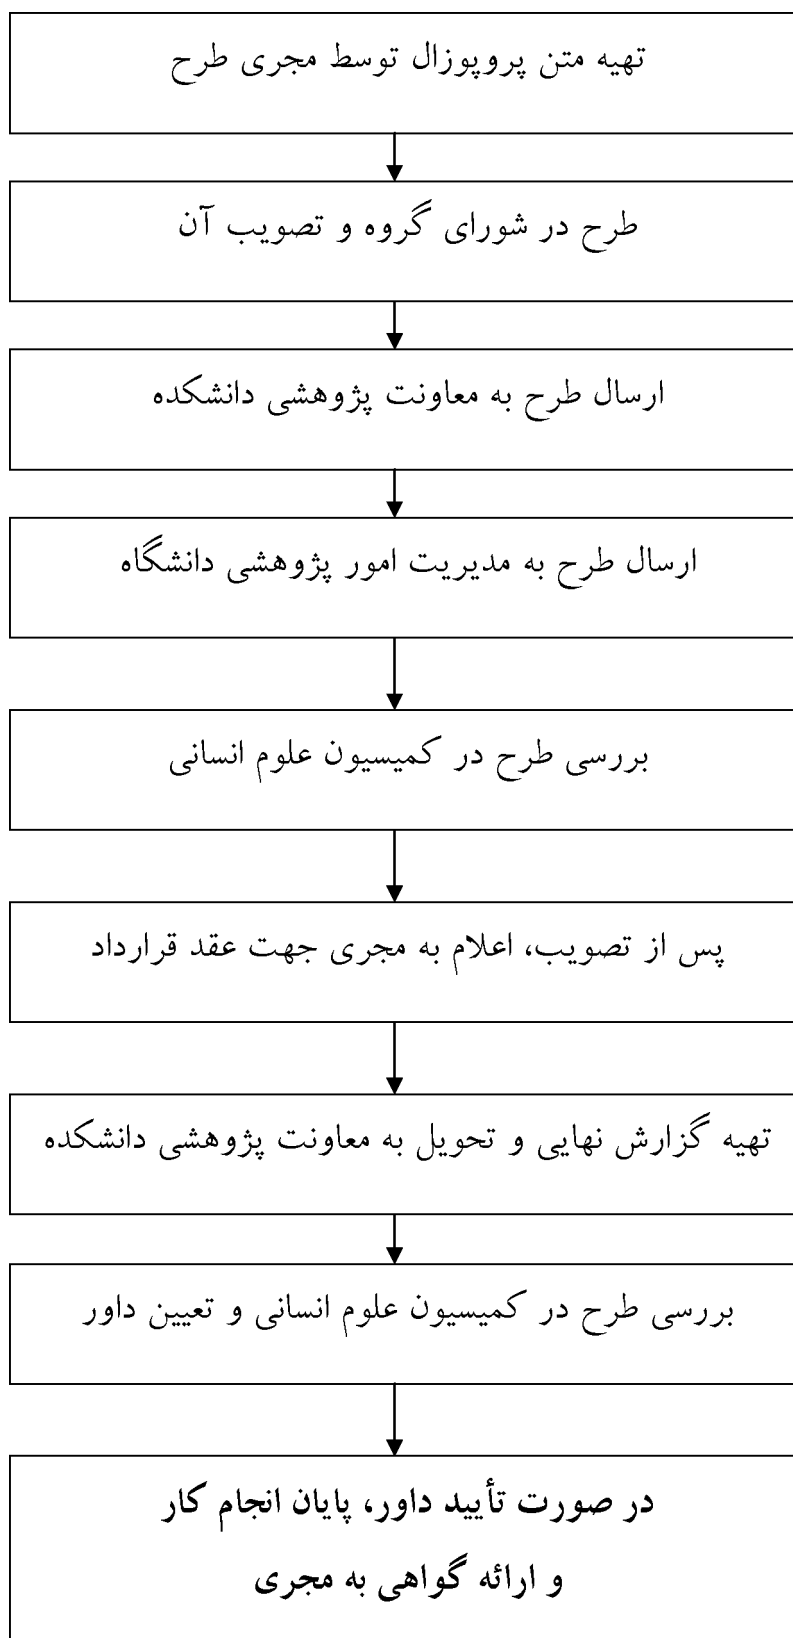 تهیه متن پروپوزال توسط مجری طرح
طرح در شورای گروه و تصویب آن
ارسال طرح به معاونت پژوهشی دانشکده
ارسال طرح به مدیریت امور پژوهشی دانشگاه
بررسی طرح در کمیسیون علوم انسانی
پس از تصویب، اعلام به مجری جهت عقد قرارداد
تهیه گزارش نهایی و تحویل به معاونت پژوهشی دانشکده
بررسی طرح در کمیسیون علوم انسانی و تعیین داور
در صورت تأیید داور، پایان انجام کار
و ارائه گواهی به مجری